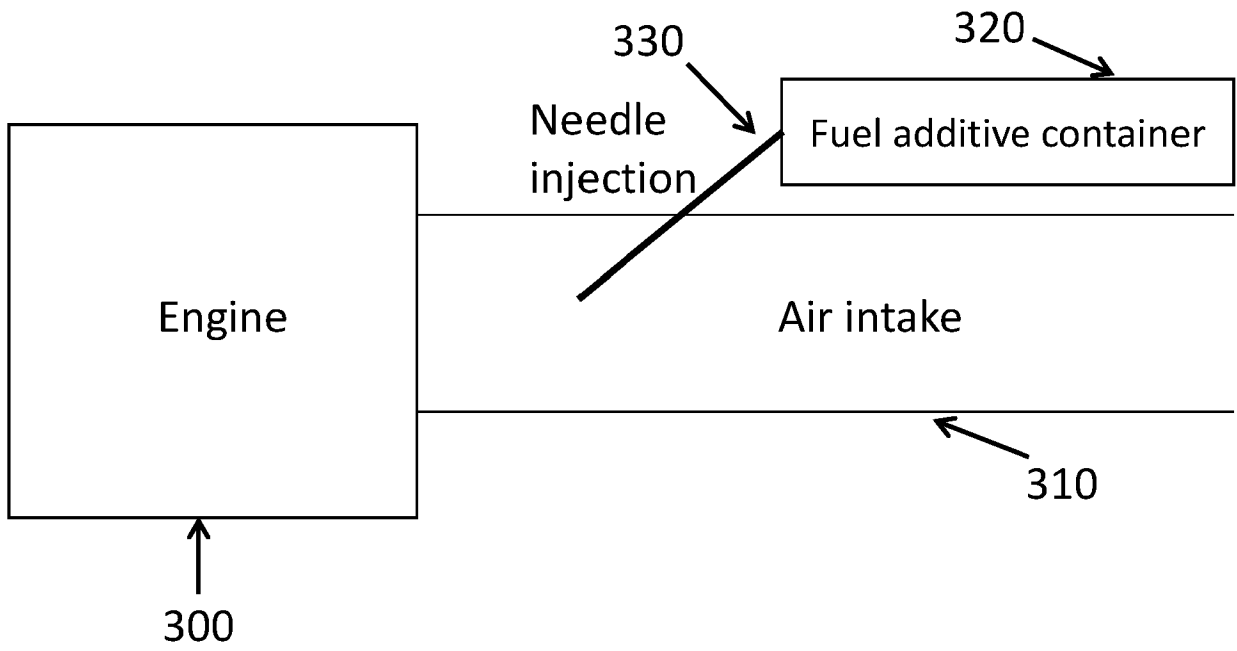 330
320
Needle
injection
Fuel additive container
Engine
Air intake
310
300